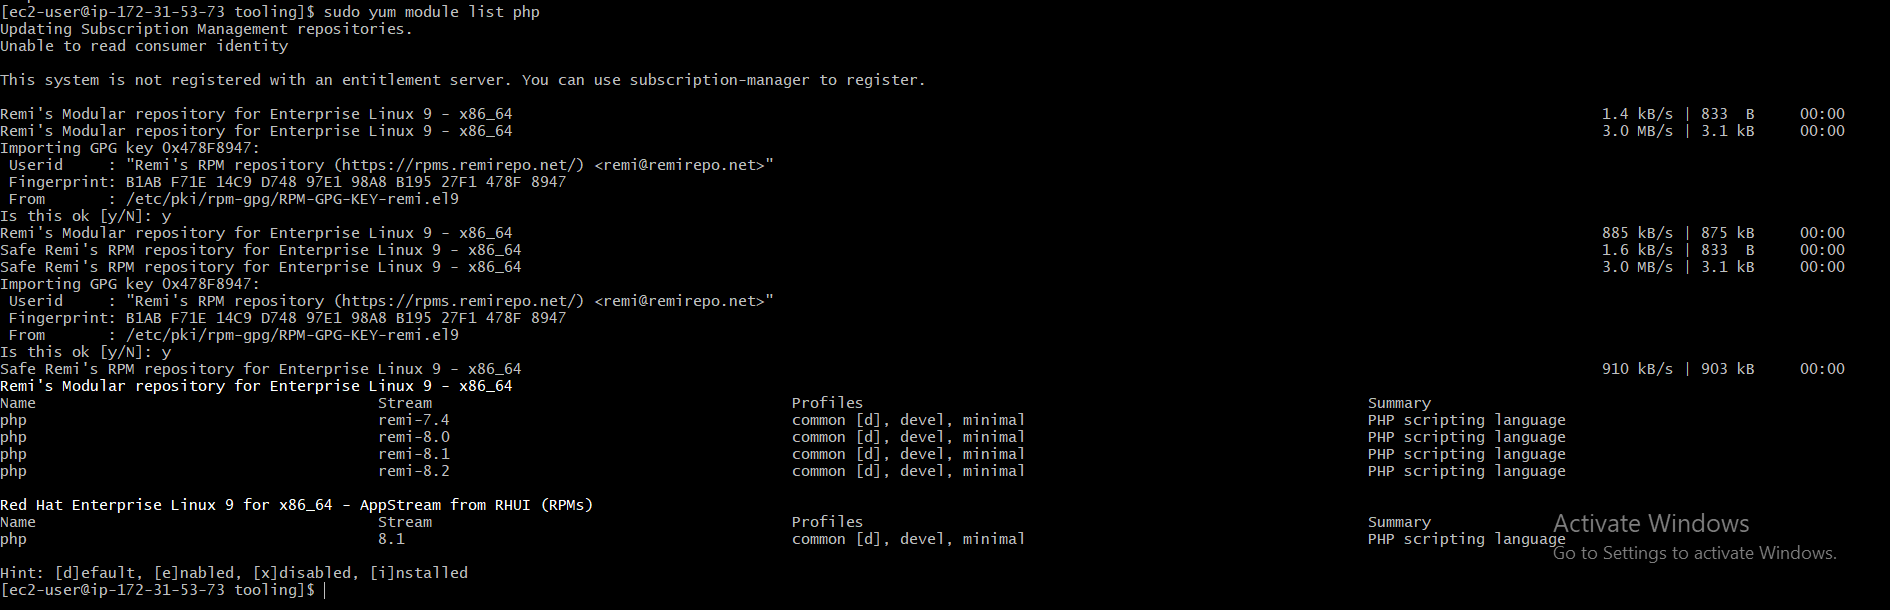 [ec2-user@ip-172-31-53-73 tooling]$ sudo yum module list php
Updating Subscription Management repositories.
Unable to read consumer identity
This system is not registered with an entitlement server. You can use subscription-manager to register.
Remi's Modular repository for Enterprise Linux 9 - x86_64 1.4 kB/s | 833 B 00:00
Remi's Modular repository for Enterprise Linux 9 - x86_64 3.0 MB/s | 3.1 kB 00:00
Importing GPG key 0x478F8947:
Userid : "Remi's RPM repository (https://rpms.remirepo.net/) <remi@remirepo.net>"
Fingerprint: B1AB F71E 14C9 D748 97E1 98A8 B195 27F1 478F 8947
From : /etc/pki/rpm-gpg/RPM-GPG-KEY-remi.el9
Is this ok [y/N]: y
Remi's Modular repository for Enterprise Linux 9 - x86_64 885 kB/s | 875 kB 00:00
Safe Remi's RPM repository for Enterprise Linux 9 - x86_64 1.6 kB/s | 833 B 00:00
Safe Remi's RPM repository for Enterprise Linux 9 - x86_64 3.0 MB/s | 3.1 kB 00:00
Importing GPG key 0x478F8947:
Userid : "Remi's RPM repository (https://rpms.remirepo.net/) <remi@remirepo.net>"
Fingerprint: B1AB F71E 14C9 D748 97E1 98A8 B195 27F1 478F 8947
From : /etc/pki/rpm-gpg/RPM-GPG-KEY-remi.el9
Is this ok [y/N]: y
Safe Remi's RPM repository for Enterprise Linux 9 - x86_64 910 kB/s | 903 kB 00:00
Remi's Modular repository for Enterprise Linux 9 - x86_64
Name Stream Profiles Summary
php remi-7.4 common [d], devel, minimal PHP scripting language
php remi-8.0 common [d], devel, minimal PHP scripting language
php remi-8.1 common [d], devel, minimal PHP scripting language
php remi-8.2 common [d], devel, minimal PHP scripting language
Red Hat Enterprise Linux 9 for x86_64 - AppStream from RHUI (RPMs)
Name Stream Profiles Summary
php 8.1 common [d], devel, minimal PHP scripting language
Hint: [d]efault, [e]nabled, [x]disabled, [i]nstalled
[ec2-user@ip-172-31-53-73 tooling]$
Activate Windows
Go to Settings to activate Windows.